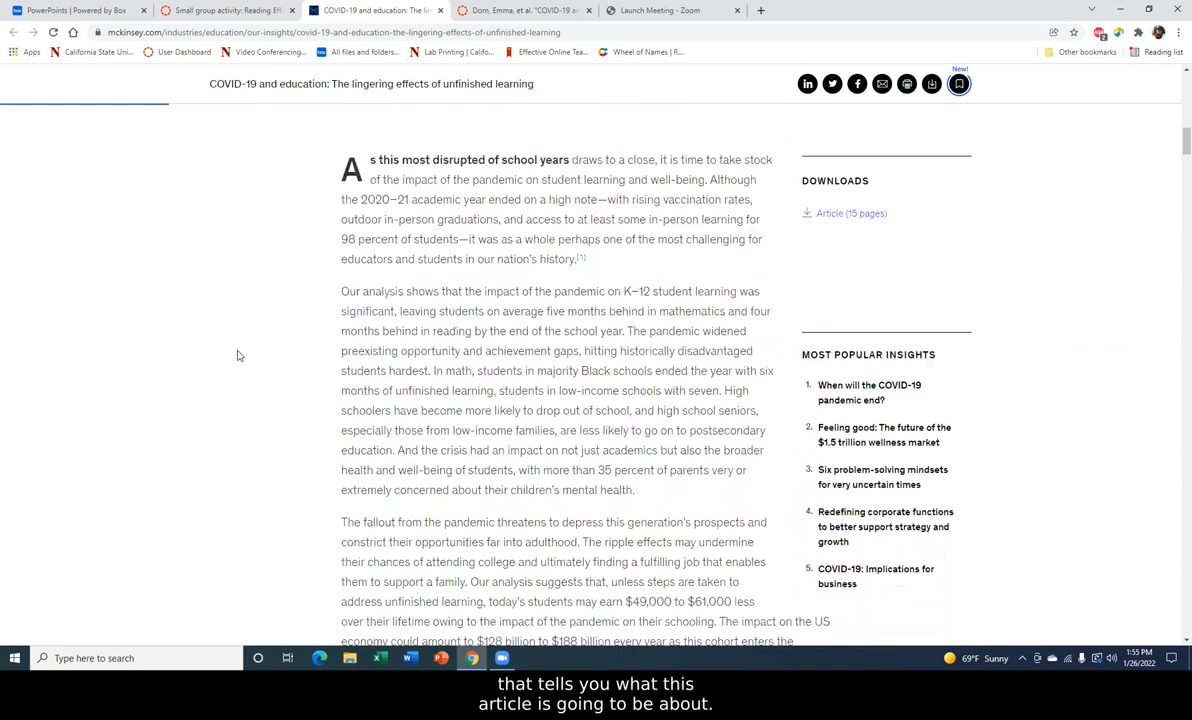 PowerPoints | Powered by Box
Small group activity: Reading Eff
COVID-19 and education: The lin
Dorn, Emma, et al. "COVID-19 an
Launch Meeting - Zoom
mckinsey.com/industries/education/our-insights/covid-19-and-education-the-lingering-effects-of-unfinished-learning
Apps
California State Uni...
User Dashboard
Video Conferencing...
All files and folders...
Lab Printing | Califo...
Effective Online Tea...
Wheel of Names | R...
Other bookmarks
Reading list
New!
COVID-19 and education: The lingering effects of unfinished learning
As this most disrupted of school years draws to a close, it is time to take stock
of the impact of the pandemic on student learning and well-being. Although
the 2020–21 academic year ended on a high note—with rising vaccination rates,
outdoor in-person graduations, and access to at least some in-person learning for
98 percent of students—it was as a whole perhaps one of the most challenging for
educators and students in our nation's history.[1]
Our analysis shows that the impact of the pandemic on K–12 student learning was
significant, leaving students on average five months behind in mathematics and four
months behind in reading by the end of the school year. The pandemic widened
preexisting opportunity and achievement gaps, hitting historically disadvantaged
students hardest. In math, students in majority Black schools ended the year with six
months of unfinished learning, students in low-income schools with seven. High
schoolers have become more likely to drop out of school, and high school seniors,
especially those from low-income families, are less likely to go on to postsecondary
education. And the crisis had an impact on not just academics but also the broader
health and well-being of students, with more than 35 percent of parents very or
extremely concerned about their children's mental health.
The fallout from the pandemic threatens to depress this generation's prospects and
constrict their opportunities far into adulthood. The ripple effects may undermine
their chances of attending college and ultimately finding a fulfilling job that enables
them to support a family. Our analysis suggests that, unless steps are taken to
address unfinished learning, today's students may earn $49,000 to $61,000 less
over their lifetime owing to the impact of the pandemic on their schooling. The impact on the US
economy could amount to $128 billion to $188 billion every year as this cohort enters the
DOWNLOADS
Article (15 pages)
MOST POPULAR INSIGHTS
1. When will the COVID-19
pandemic end?
2. Feeling good: The future of the
$1.5 trillion wellness market
3. Six problem-solving mindsets
for very uncertain times
4. Redefining corporate functions
to better support strategy and
growth
5. COVID-19: Implications for
business
Type here to search
69°F Sunny
1:55 PM
1/26/2022
that tells you what this
article is going to be about.